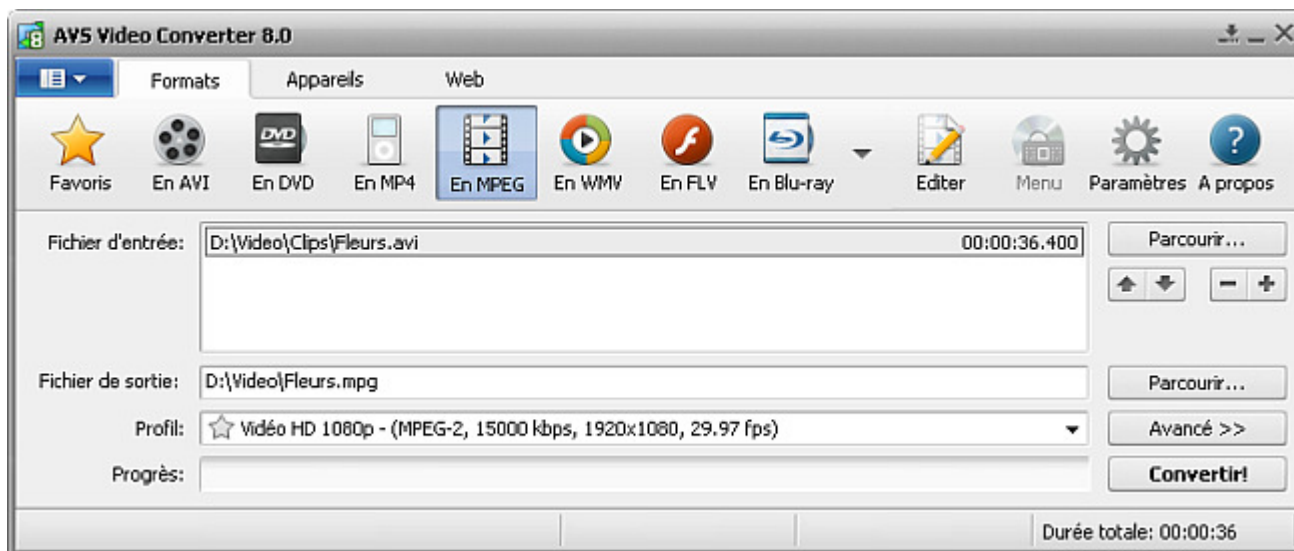 AVS Video Converter 8.0
Formats Appareils Web
Favoris En AVI En DVD En MP4 En MPEG En WMV En FLV En Blu-ray Editer Menu Paramètres A propos
Fichier d'entrée: D:\Video\Clips\Fleurs.avi 00:00:36.400 Parcourir...
Fichier de sortie: D:\Video\Fleurs.mpg Parcourir...
Profil: Vidéo HD 1080p - (MPEG-2, 15000 kbps, 1920x1080, 29.97 fps) Avancé >>
Progrès: Convertir!
Durée totale: 00:00:36